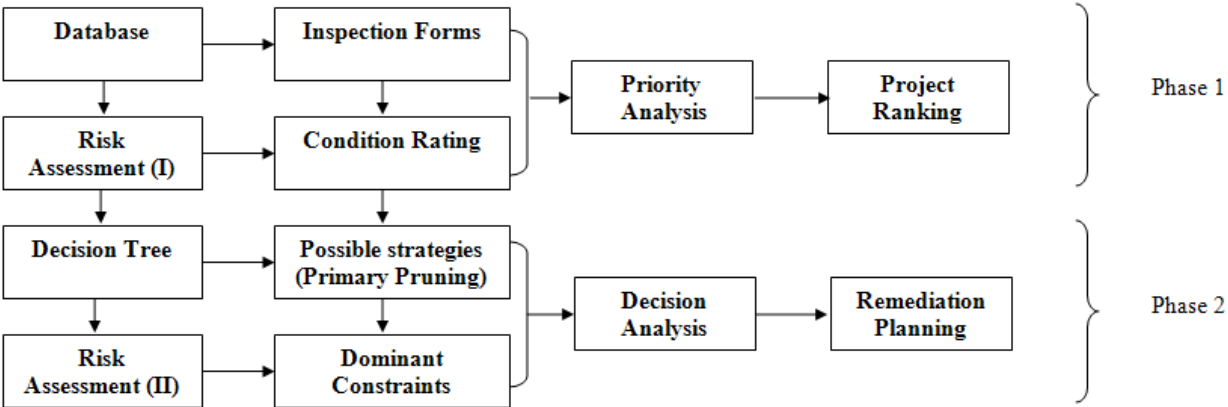 Database
Inspection Forms
Priority
Analysis
Project
Ranking
Phase 1
Risk
Assessment (I)
Condition Rating
Decision Tree
Possible strategies
(Primary Pruning)
Decision
Analysis
Remediation
Planning
Phase 2
Risk
Assessment (II)
Dominant
Constraints